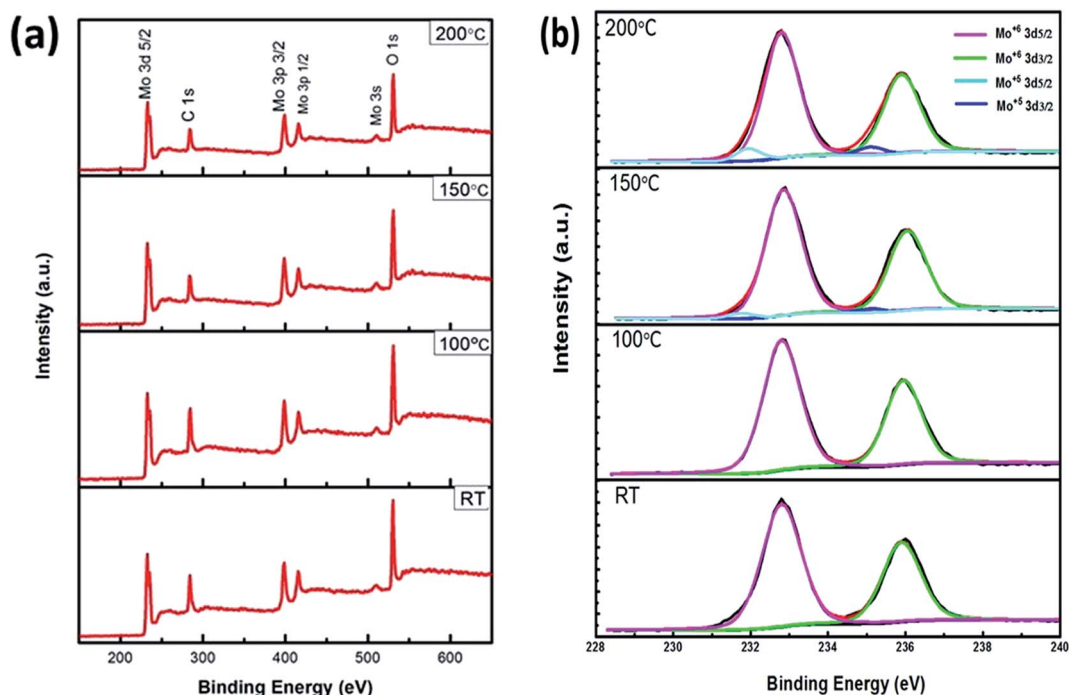 (a)
200°C
Mo 3d 5/2
C 1s
Mo 3p 3/2
Mo 3p 1/2
Mo 3s
O 1s
150°C
100°C
RT
Intensity (a.u.)
200 300 400 500 600
Binding Energy (eV)
(b)
200°C
Mo+6 3d5/2
Mo+6 3d3/2
Mo+5 3d5/2
Mo+5 3d3/2
150°C
100°C
RT
Intensity (a.u.)
228 230 232 234 236 238 240
Binding Energy (eV)